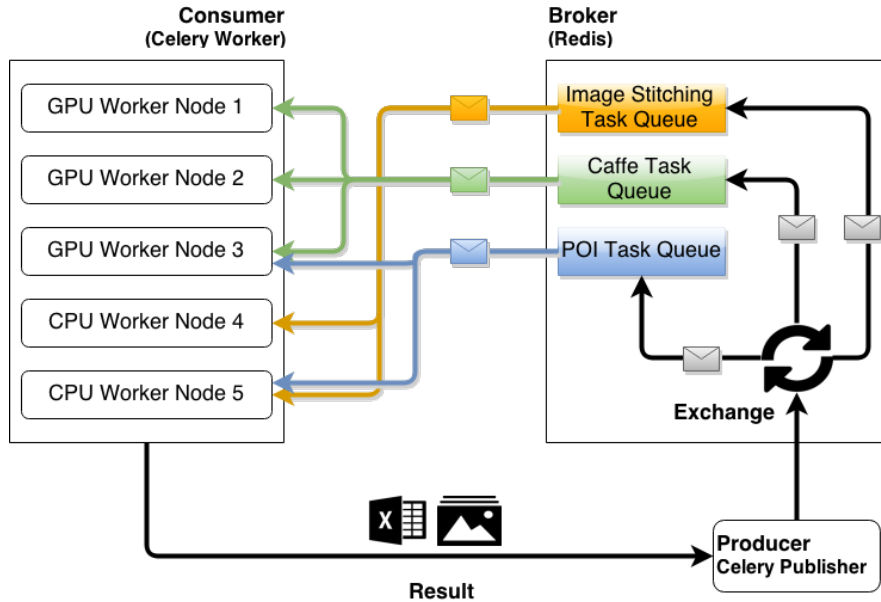 Consumer
(Celery Worker)
Broker
(Redis)
GPU Worker Node 1
GPU Worker Node 2
GPU Worker Node 3
CPU Worker Node 4
CPU Worker Node 5
Image Stitching
Task Queue
Caffe Task
Queue
POI Task Queue
Exchange
X
Producer
Celery Publisher
Result